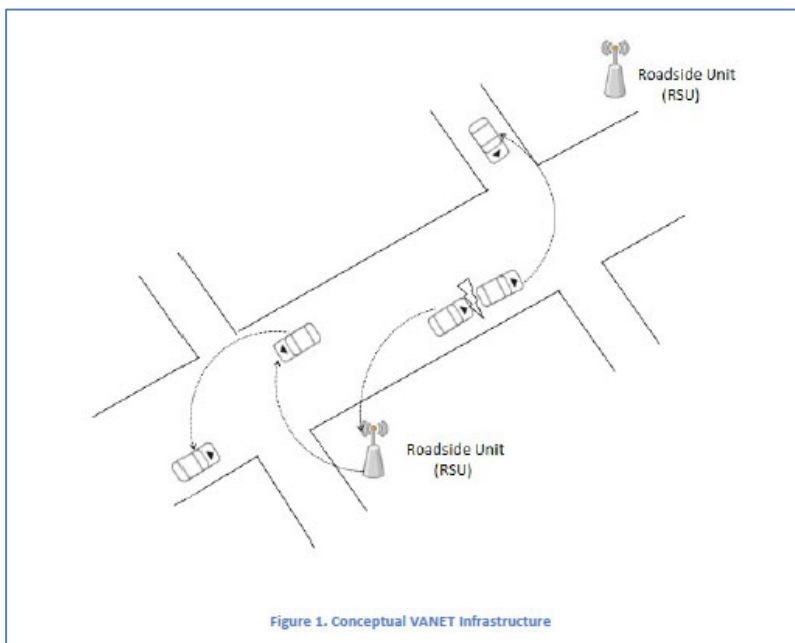 Roadside Unit
(RSU)
Roadside Unit
(RSU)
Figure 1. Conceptual VANET Infrastructure